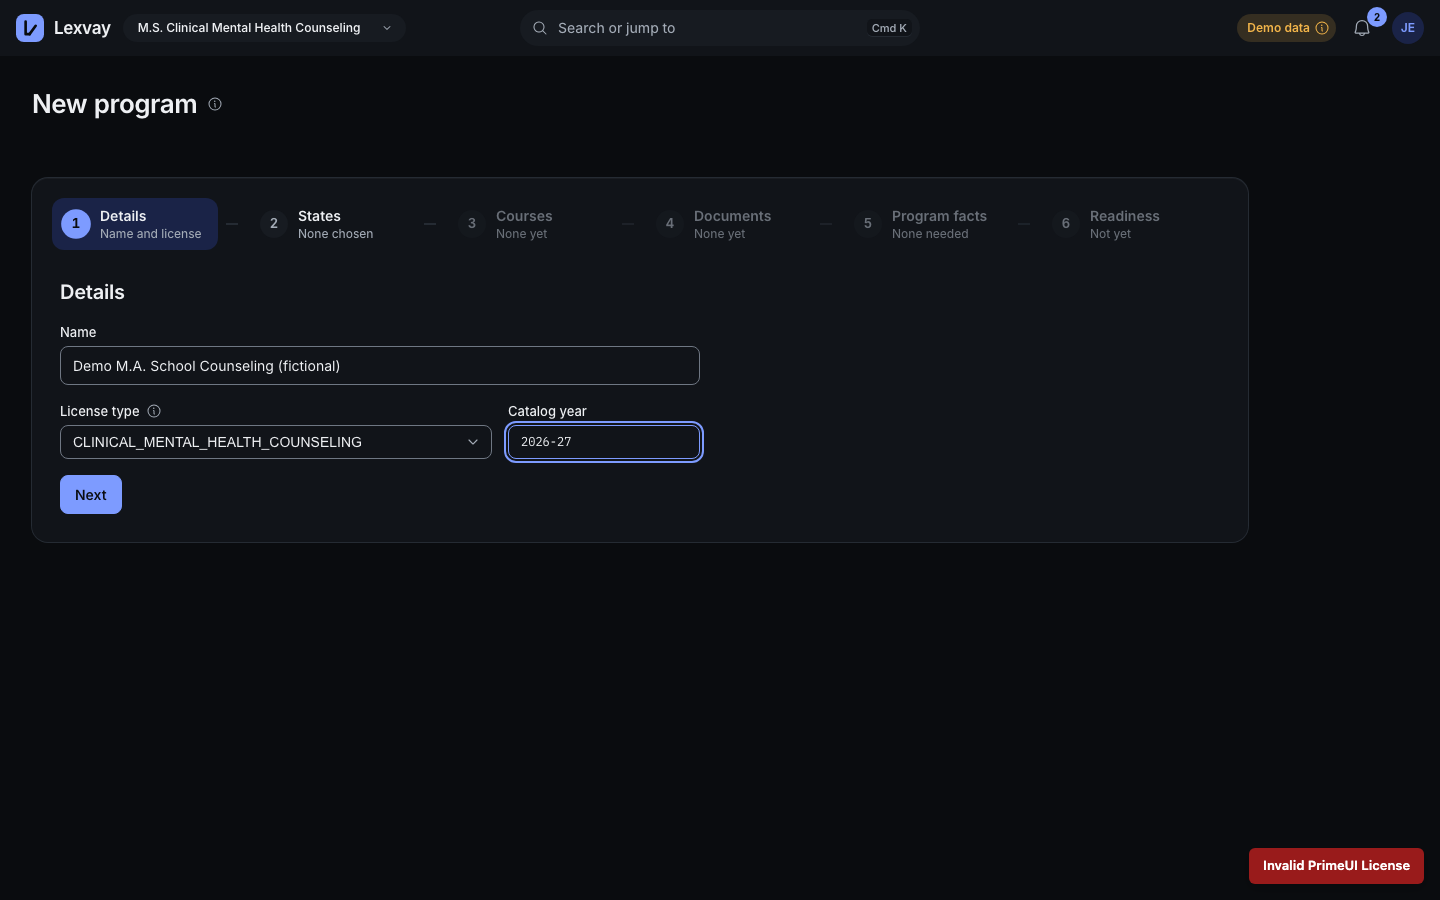 Lexvay
M.S. Clinical Mental Health Counseling
Search or jump to
Cmd K
Demo data
2
JE
New program
1
Details
Name and license
2
States
None chosen
3
Courses
None yet
4
Documents
None yet
5
Program facts
None needed
6
Readiness
Not yet
Details
Name
Demo M.A. School Counseling (fictional)
License type
Catalog year
CLINICAL_MENTAL_HEALTH_COUNSELING
2026-27
Next
Invalid PrimeUI License